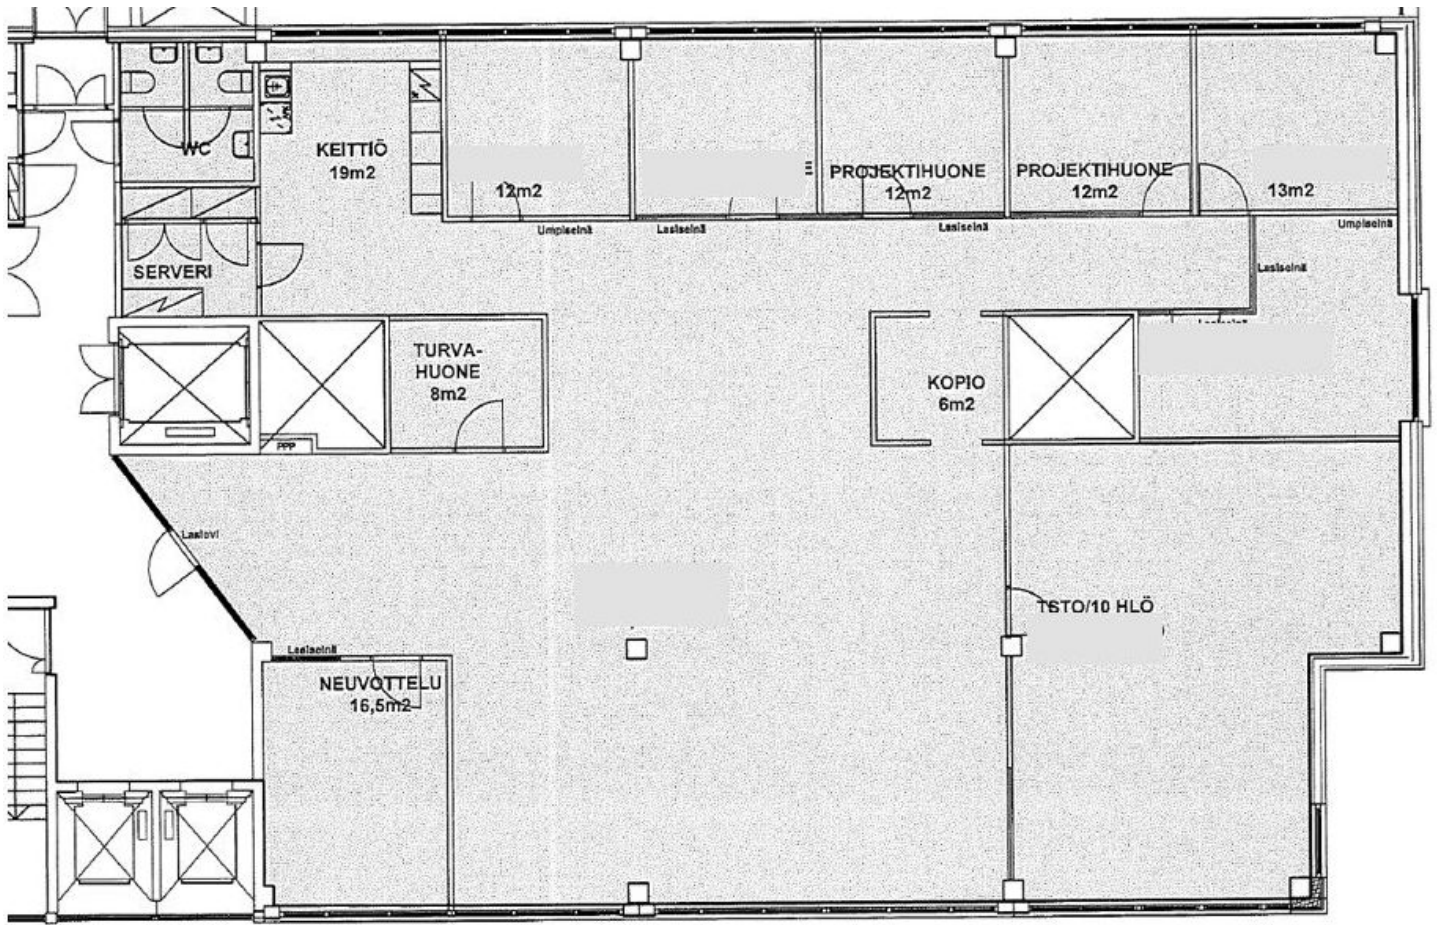 WC
KEITTIÖ
19m2
12m2
PROJEKTIHUONE
12m2
PROJEKTIHUONE
12m2
13m2
Umpiseinä
Lasiseinä
Lasiseinä
Umpiseinä
Lasiseinä
SERVERI
TURVA-
HUONE
8m2
KOPIO
6m2
PPP
Lasiovi
TSTO/10 HLÖ
Lasiseinä
NEUVOTTELU
16,5m2